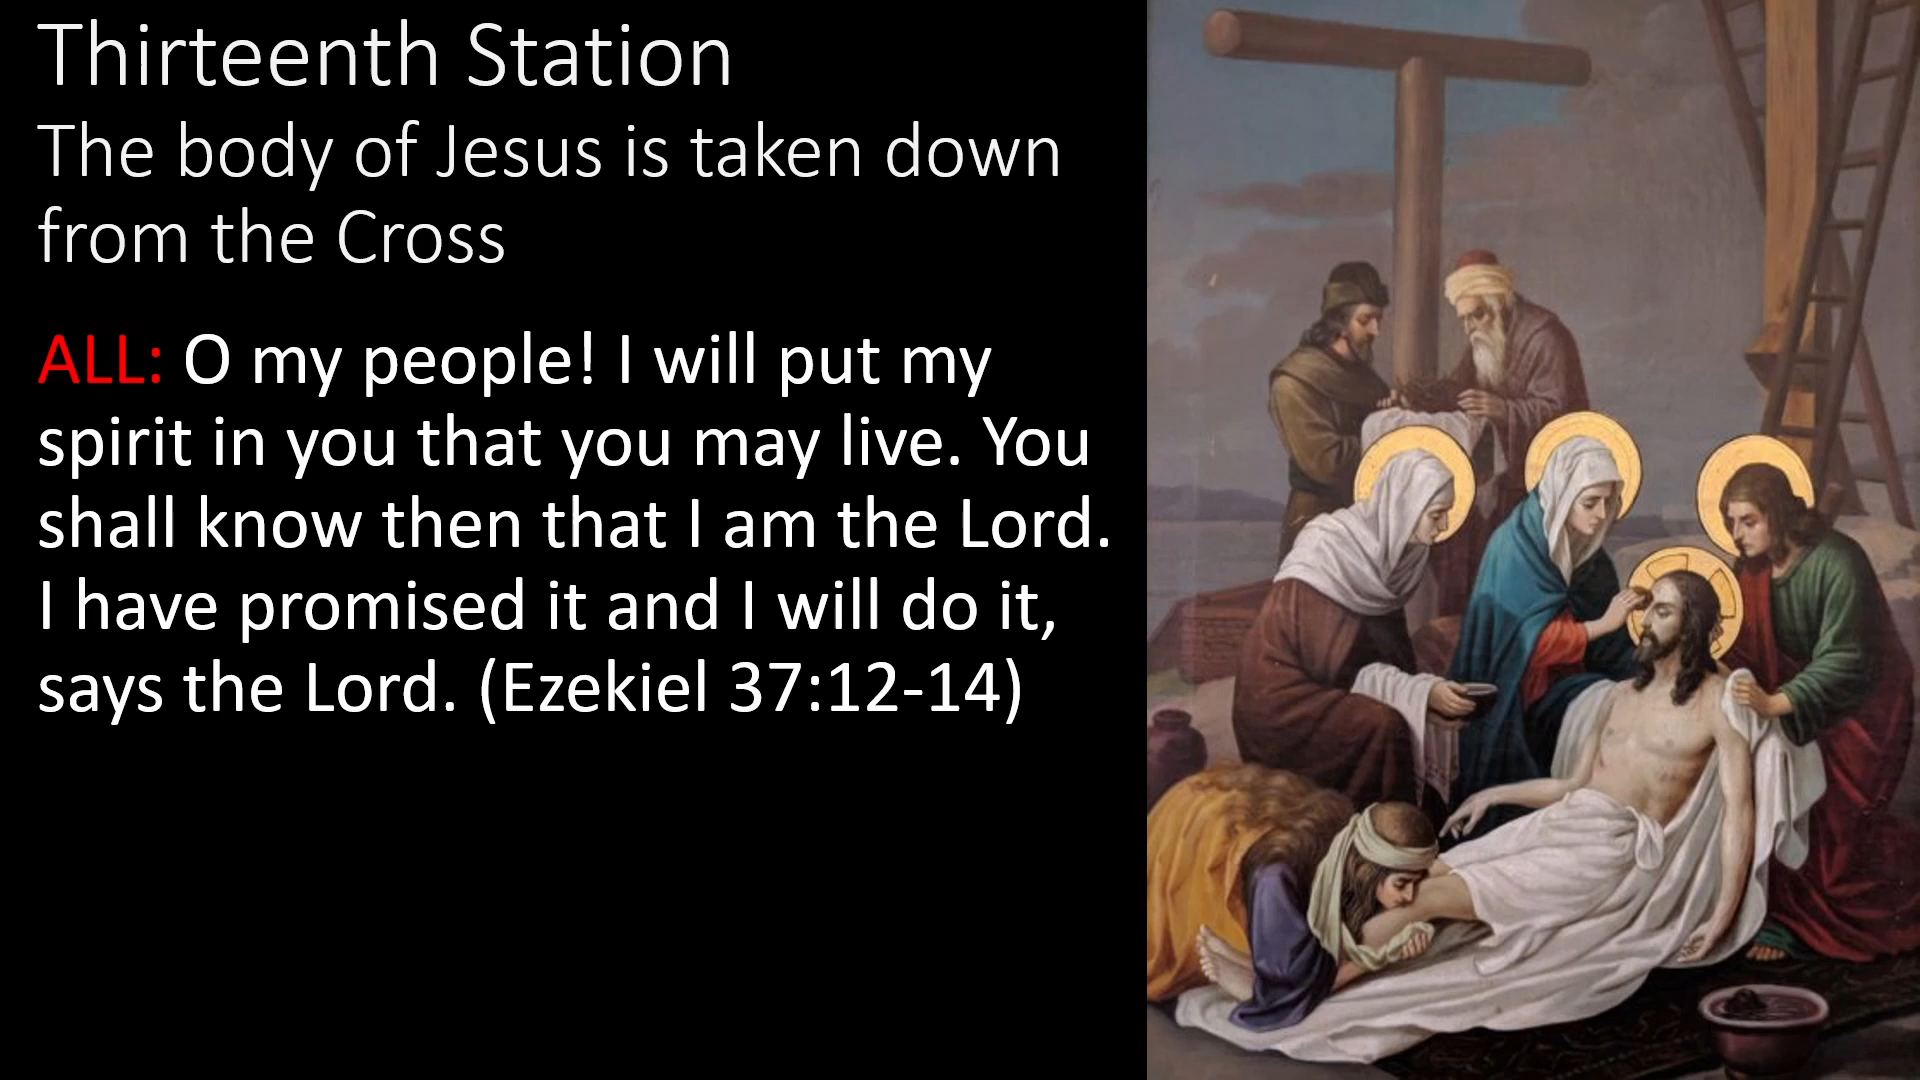 Thirteenth Station
The body of Jesus is taken down
from the Cross
ALL: O my people! I will put my
spirit in you that you may live. You
shall know then that I am the Lord.
I have promised it and I will do it,
says the Lord. (Ezekiel 37:12-14)